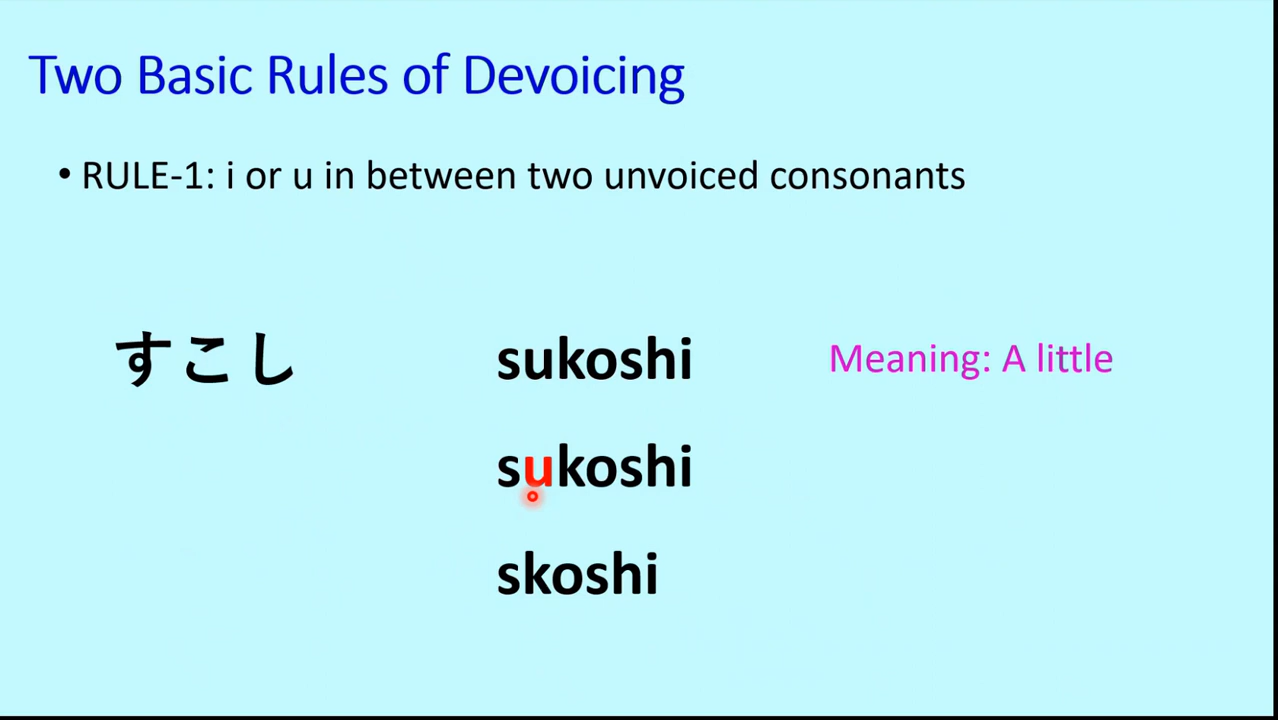 Two Basic Rules of Devoicing
• RULE-1: i or u in between two unvoiced consonants
すこし sukoshi Meaning: A little
sukoshi
skoshi